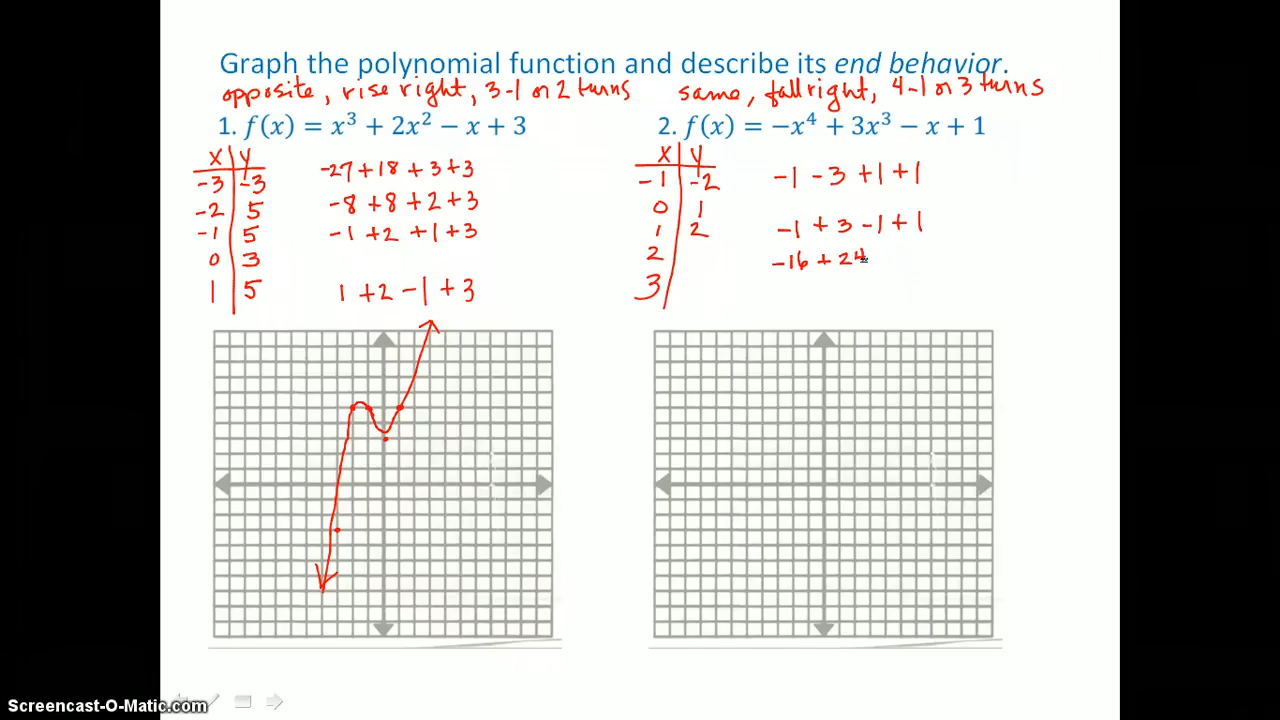 Graph the polynomial function and describe its end behavior.
opposite, rise right, 3-1 or 2 turns
same, fall right, 4-1 or 3 turns
1. f(x) = x³ + 2x² − x + 3
2. f(x) = −x⁴ + 3x³ − x + 1
x y
-3 -3
-2 5
-1 5
0 3
1 5
-27 + 18 + 3 + 3
-8 + 8 + 2 + 3
-1 + 2 + 1 + 3
1 + 2 - 1 + 3
x y
-1 -2
0 1
1 2
2
3
-1 - 3 + 1 + 1
-1 + 3 - 1 + 1
-16 + 24
Screencast-O-Matic.com